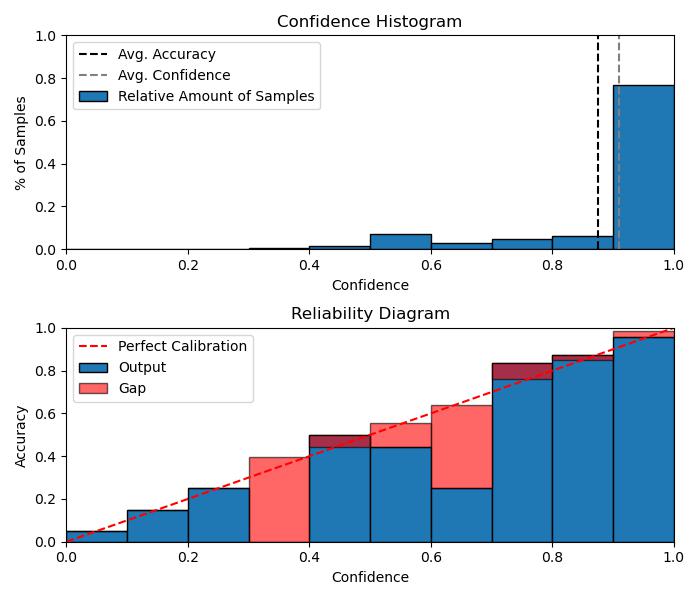 Confidence Histogram
1.0
0.8
0.6
0.4
0.2
0.0
% of Samples
Avg. Accuracy
Avg. Confidence
Relative Amount of Samples
0.0 0.2 0.4 0.6 0.8 1.0
Confidence
Reliability Diagram
1.0
0.8
0.6
0.4
0.2
0.0
Accuracy
Perfect Calibration
Output
Gap
0.0 0.2 0.4 0.6 0.8 1.0
Confidence